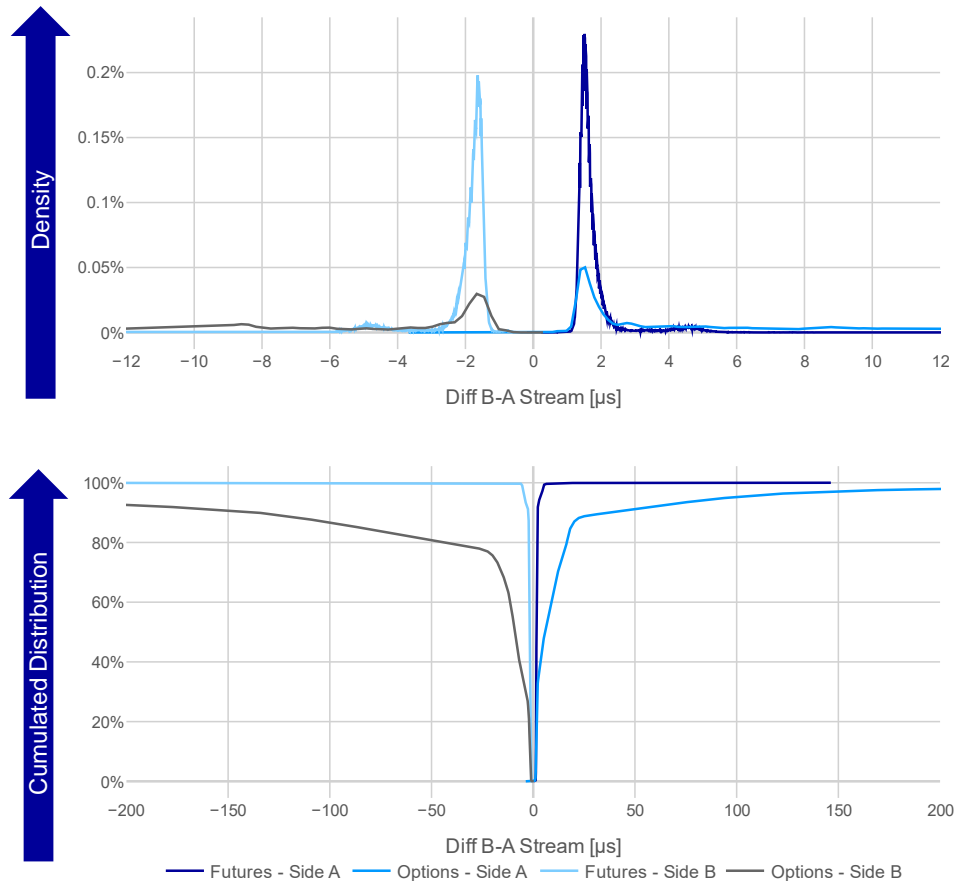 Density
0.2%
0.15%
0.1%
0.05%
0%
−12 −10 −8 −6 −4 −2 0 2 4 6 8 10 12
Diff B-A Stream [µs]
Cumulated Distribution
100%
80%
60%
40%
20%
0%
−200 −150 −100 −50 0 50 100 150 200
Diff B-A Stream [µs]
Futures - Side A Options - Side A Futures - Side B Options - Side B